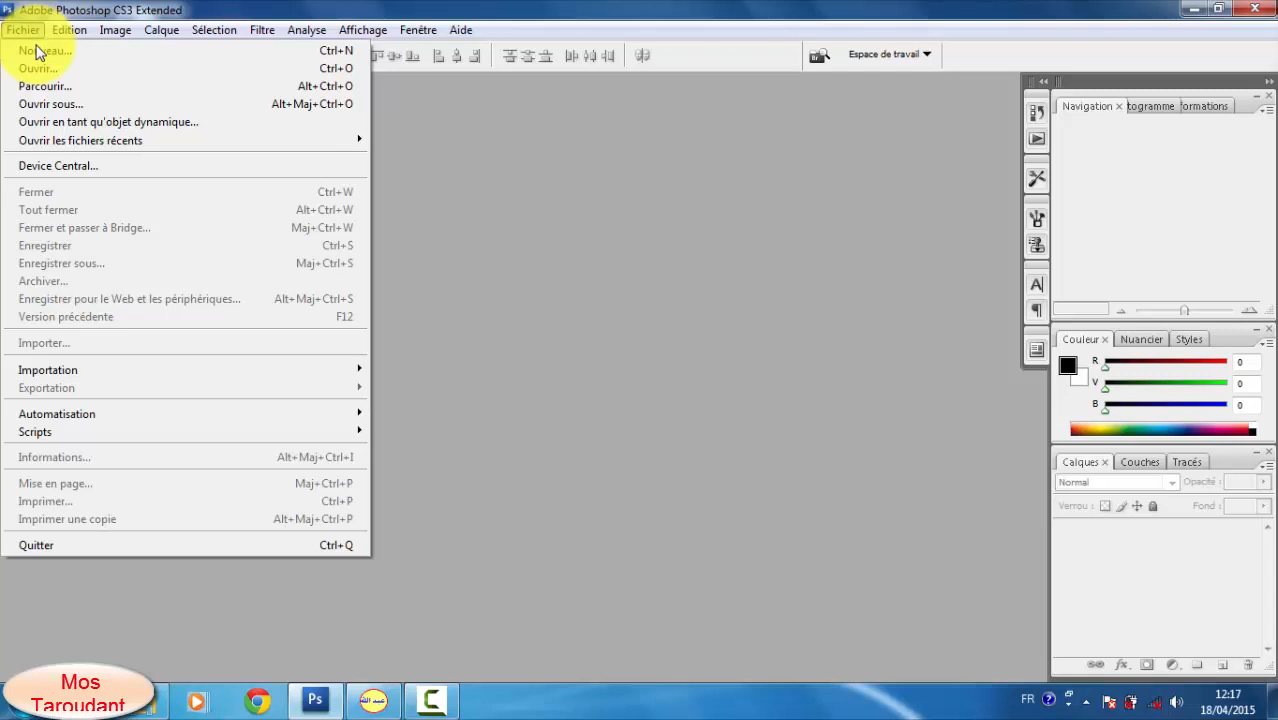 Adobe Photoshop CS3 Extended
Fichier Edition Image Calque Sélection Filtre Analyse Affichage Fenêtre Aide
Nouveau... Ctrl+N
Ouvrir... Ctrl+O
Parcourir... Alt+Ctrl+O
Ouvrir sous... Alt+Maj+Ctrl+O
Ouvrir en tant qu'objet dynamique...
Ouvrir les fichiers récents
Device Central...
Fermer Ctrl+W
Tout fermer Alt+Ctrl+W
Fermer et passer à Bridge... Maj+Ctrl+W
Enregistrer Ctrl+S
Enregistrer sous... Maj+Ctrl+S
Archiver...
Enregistrer pour le Web et les périphériques... Alt+Maj+Ctrl+S
Version précédente F12
Importer...
Importation
Exportation
Automatisation
Scripts
Informations... Alt+Maj+Ctrl+I
Mise en page... Maj+Ctrl+P
Imprimer... Ctrl+P
Imprimer une copie Alt+Maj+Ctrl+P
Quitter Ctrl+Q
Espace de travail
Navigation togramme formations
Couleur Nuancier Styles
R 0
V 0
B 0
Calques Couches Tracés
Normal Opacité :
Verrou : Fond :
Mos
Taroudant
Ps
عبد الله
FR
12:17
18/04/2015